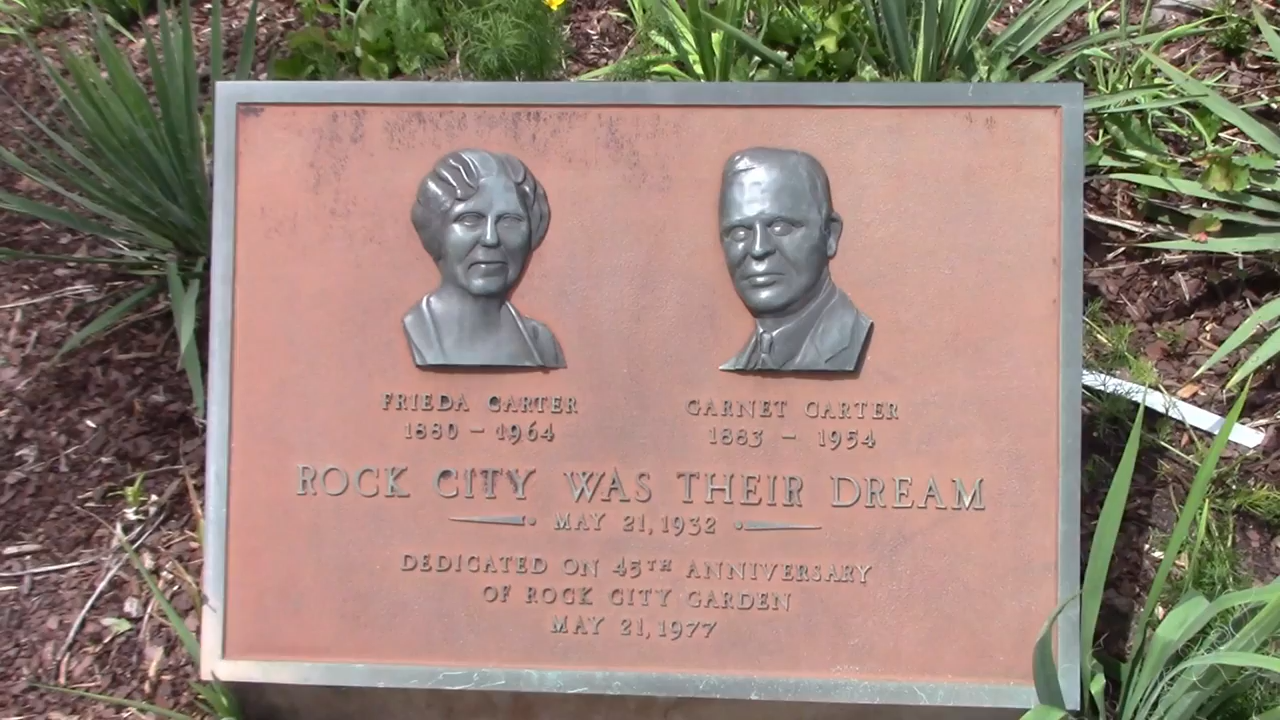 FRIEDA CARTER
1880 - 1964
GARNET CARTER
1883 - 1954
ROCK CITY WAS THEIR DREAM
MAY 21, 1932
DEDICATED ON 45TH ANNIVERSARY
OF ROCK CITY GARDEN
MAY 21, 1977